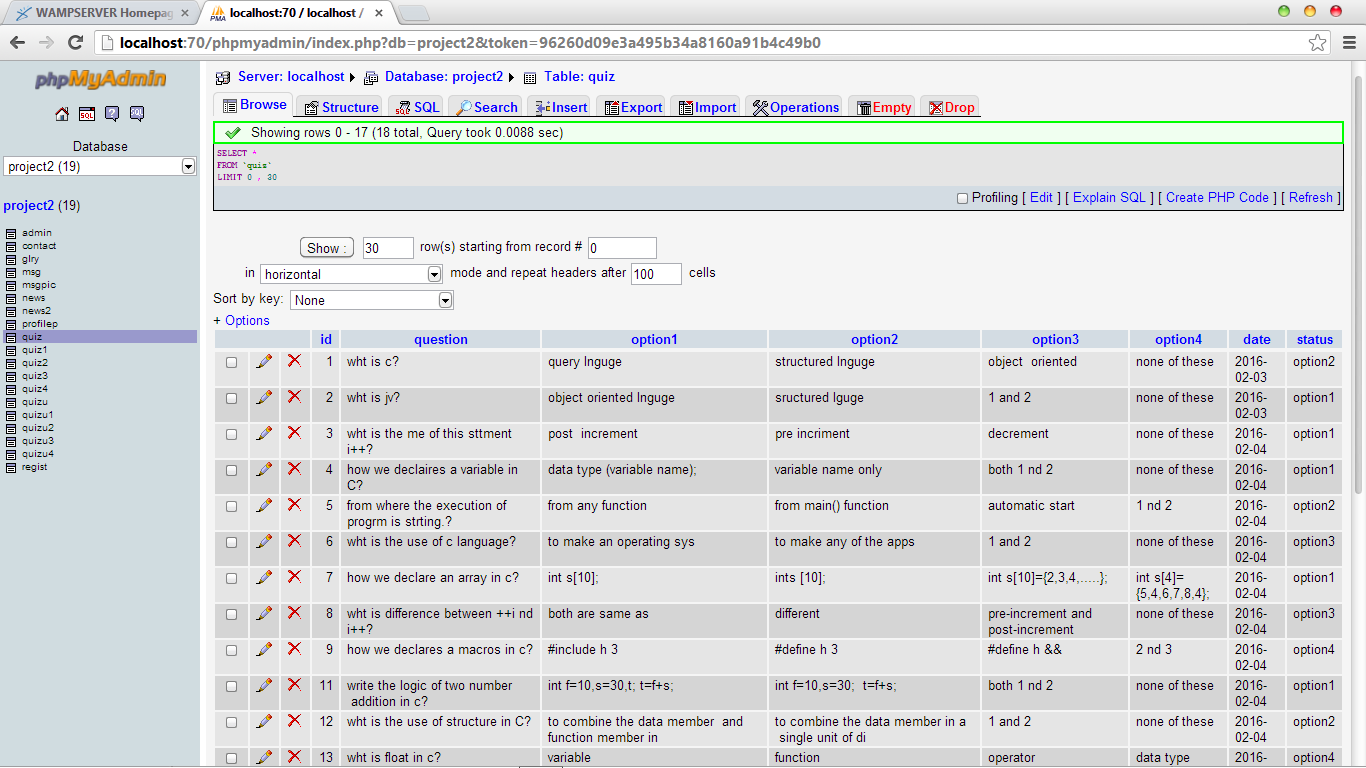 WAMPSERVER Homepag
localhost:70 / localhost /
localhost:70/phpmyadmin/index.php?db=project2&token=96260d09e3a495b34a8160a91b4c49b0
phpMyAdmin
SQL
Database
project2 (19)
project2 (19)
admin
contact
glry
msg
msgpic
news
news2
profilep
quiz
quiz1
quiz2
quiz3
quiz4
quizu
quizu1
quizu2
quizu3
quizu4
regist
Server: localhost Database: project2 Table: quiz
Browse Structure SQL Search Insert Export Import Operations Empty Drop
Showing rows 0 - 17 (18 total, Query took 0.0088 sec)
SELECT *
FROM `quiz`
LIMIT 0 , 30
Profiling [ Edit ] [ Explain SQL ] [ Create PHP Code ] [ Refresh ]
Show : 30 row(s) starting from record # 0
in horizontal mode and repeat headers after 100 cells
Sort by key: None
+ Options
id question option1 option2 option3 option4 date status
1 wht is c? query lnguge structured lnguge object oriented none of these 2016-02-03 option2
2 wht is jv? object oriented lnguge sructured lguge 1 and 2 none of these 2016-02-03 option1
3 wht is the me of this sttment i++? post increment pre incriment decrement none of these 2016-02-04 option1
4 how we declaires a variable in C? data type (variable name); variable name only both 1 nd 2 none of these 2016-02-04 option1
5 from where the execution of progrm is strting.? from any function from main() function automatic start 1 nd 2 2016-02-04 option2
6 wht is the use of c language? to make an operating sys to make any of the apps 1 and 2 none of these 2016-02-04 option3
7 how we declare an array in c? int s[10]; ints [10]; int s[10]={2,3,4,.....}; int s[4]={5,4,6,7,8,4}; 2016-02-04 option1
8 wht is difference between ++i nd i++? both are same as different pre-increment and post-increment none of these 2016-02-04 option3
9 how we declares a macros in c? #include h 3 #define h 3 #define h && 2 nd 3 2016-02-04 option4
11 write the logic of two number addition in c? int f=10,s=30,t; t=f+s; int f=10,s=30; t=f+s; both 1 nd 2 none of these 2016-02-04 option1
12 wht is the use of structure in C? to combine the data member and function member in to combine the data member in a single unit of di 1 and 2 none of these 2016-02-04 option2
13 wht is float in c? variable function operator data type 2016- option4